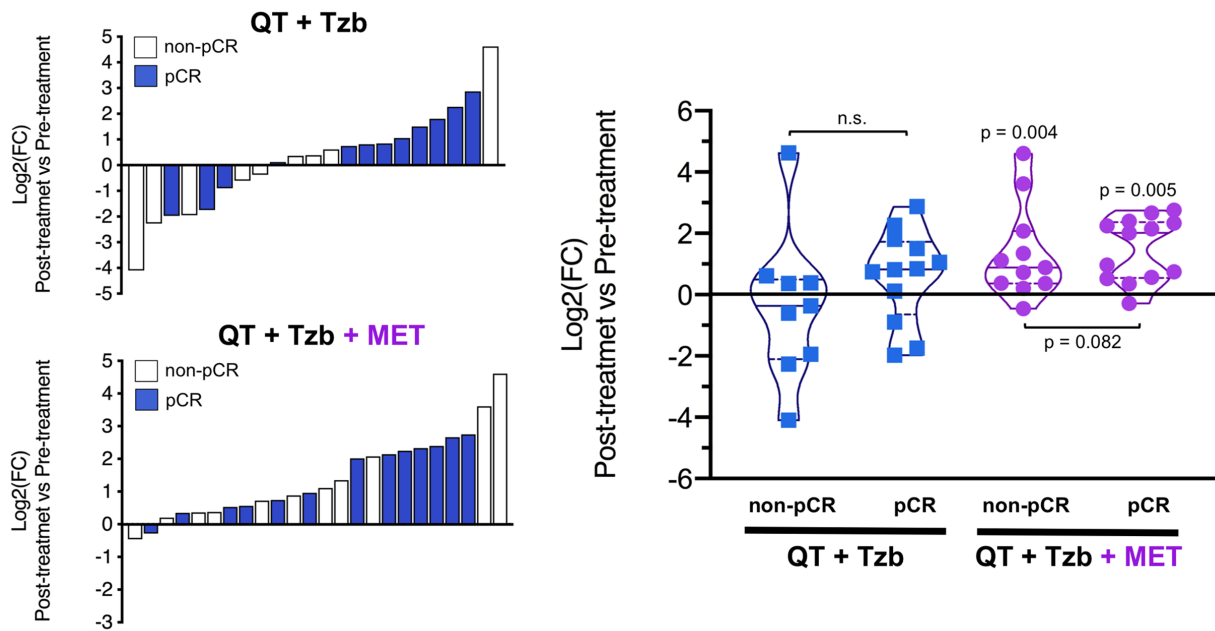 QT + Tzb
Log2(FC)
Post-treatmet vs Pre-treatment
5
4
3
2
1
0
-1
-2
-3
-4
-5
non-pCR
pCR
QT + Tzb + MET
Log2(FC)
Post-treatmet vs Pre-treatment
5
4
3
2
1
0
-1
-2
-3
non-pCR
pCR
Log2(FC)
Post-treatmet vs Pre-treatment
6
4
2
0
-2
-4
-6
n.s.
p = 0.004
p = 0.005
p = 0.082
non-pCR pCR non-pCR pCR
QT + Tzb QT + Tzb + MET